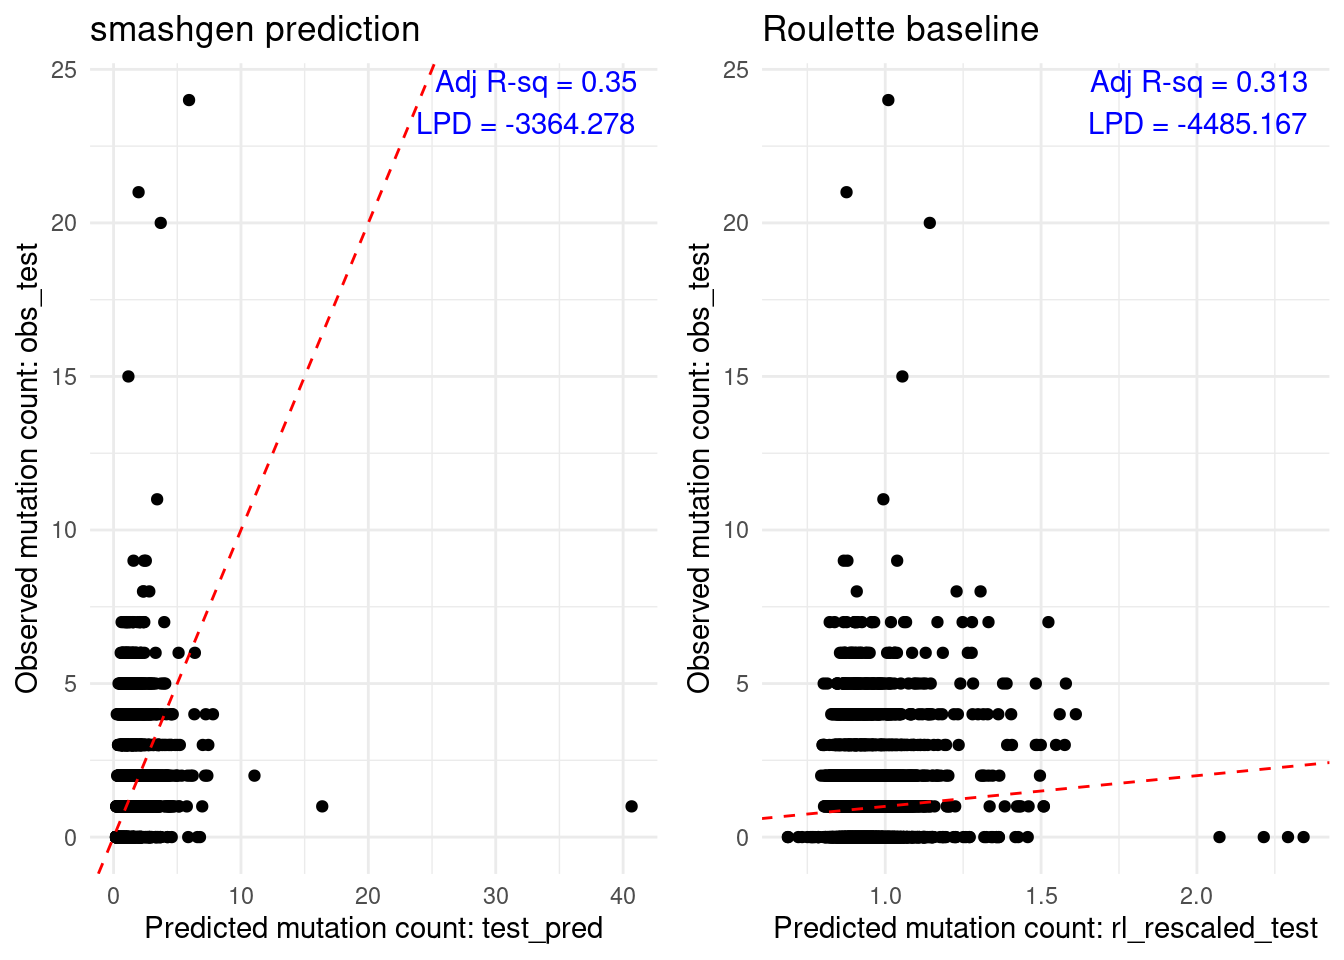 smashgen prediction
Adj R-sq = 0.35
LPD = -3364.278
25
20
15
10
5
0
Observed mutation count: obs_test
0
10
20
30
40
Predicted mutation count: test_pred
Roulette baseline
Adj R-sq = 0.313
LPD = -4485.167
25
20
15
10
5
0
Observed mutation count: obs_test
1.0
1.5
2.0
Predicted mutation count: rl_rescaled_test